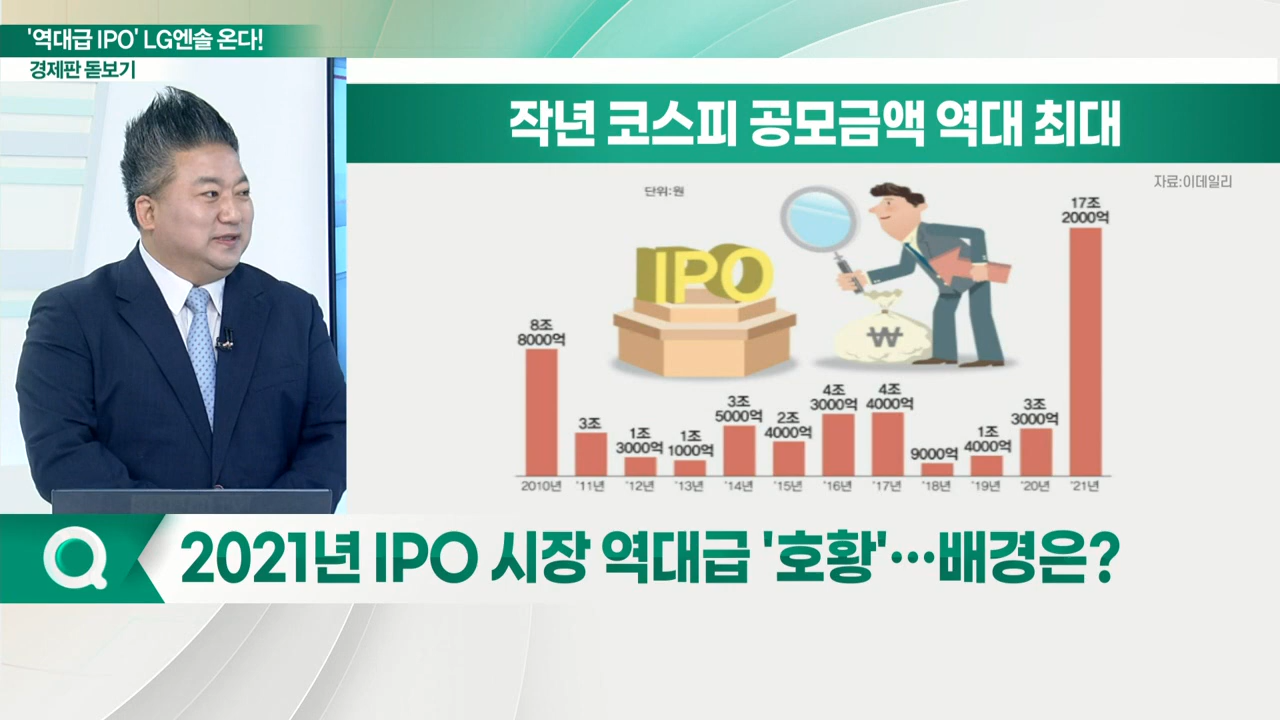 '역대급 IPO' LG엔솔 온다!
경제판 돋보기
작년 코스피 공모금액 역대 최대
자료:이데일리
단위:원
IPO
₩
8조
8000억
3조
1조
3000억
1조
1000억
3조
5000억
2조
4000억
4조
3000억
4조
4000억
9000억
1조
4000억
3조
3000억
17조
2000억
2010년 '11년 '12년 '13년 '14년 '15년 '16년 '17년 '18년 '19년 '20년 '21년
2021년 IPO 시장 역대급 '호황'…배경은?